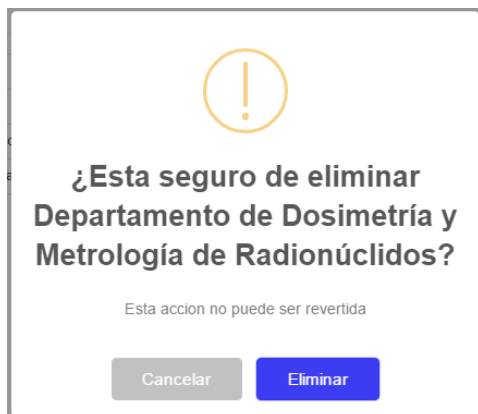 ¿Esta seguro de eliminar
Departamento de Dosimetría y
Metrología de Radionúclidos?
Esta accion no puede ser revertida
Cancelar
Eliminar